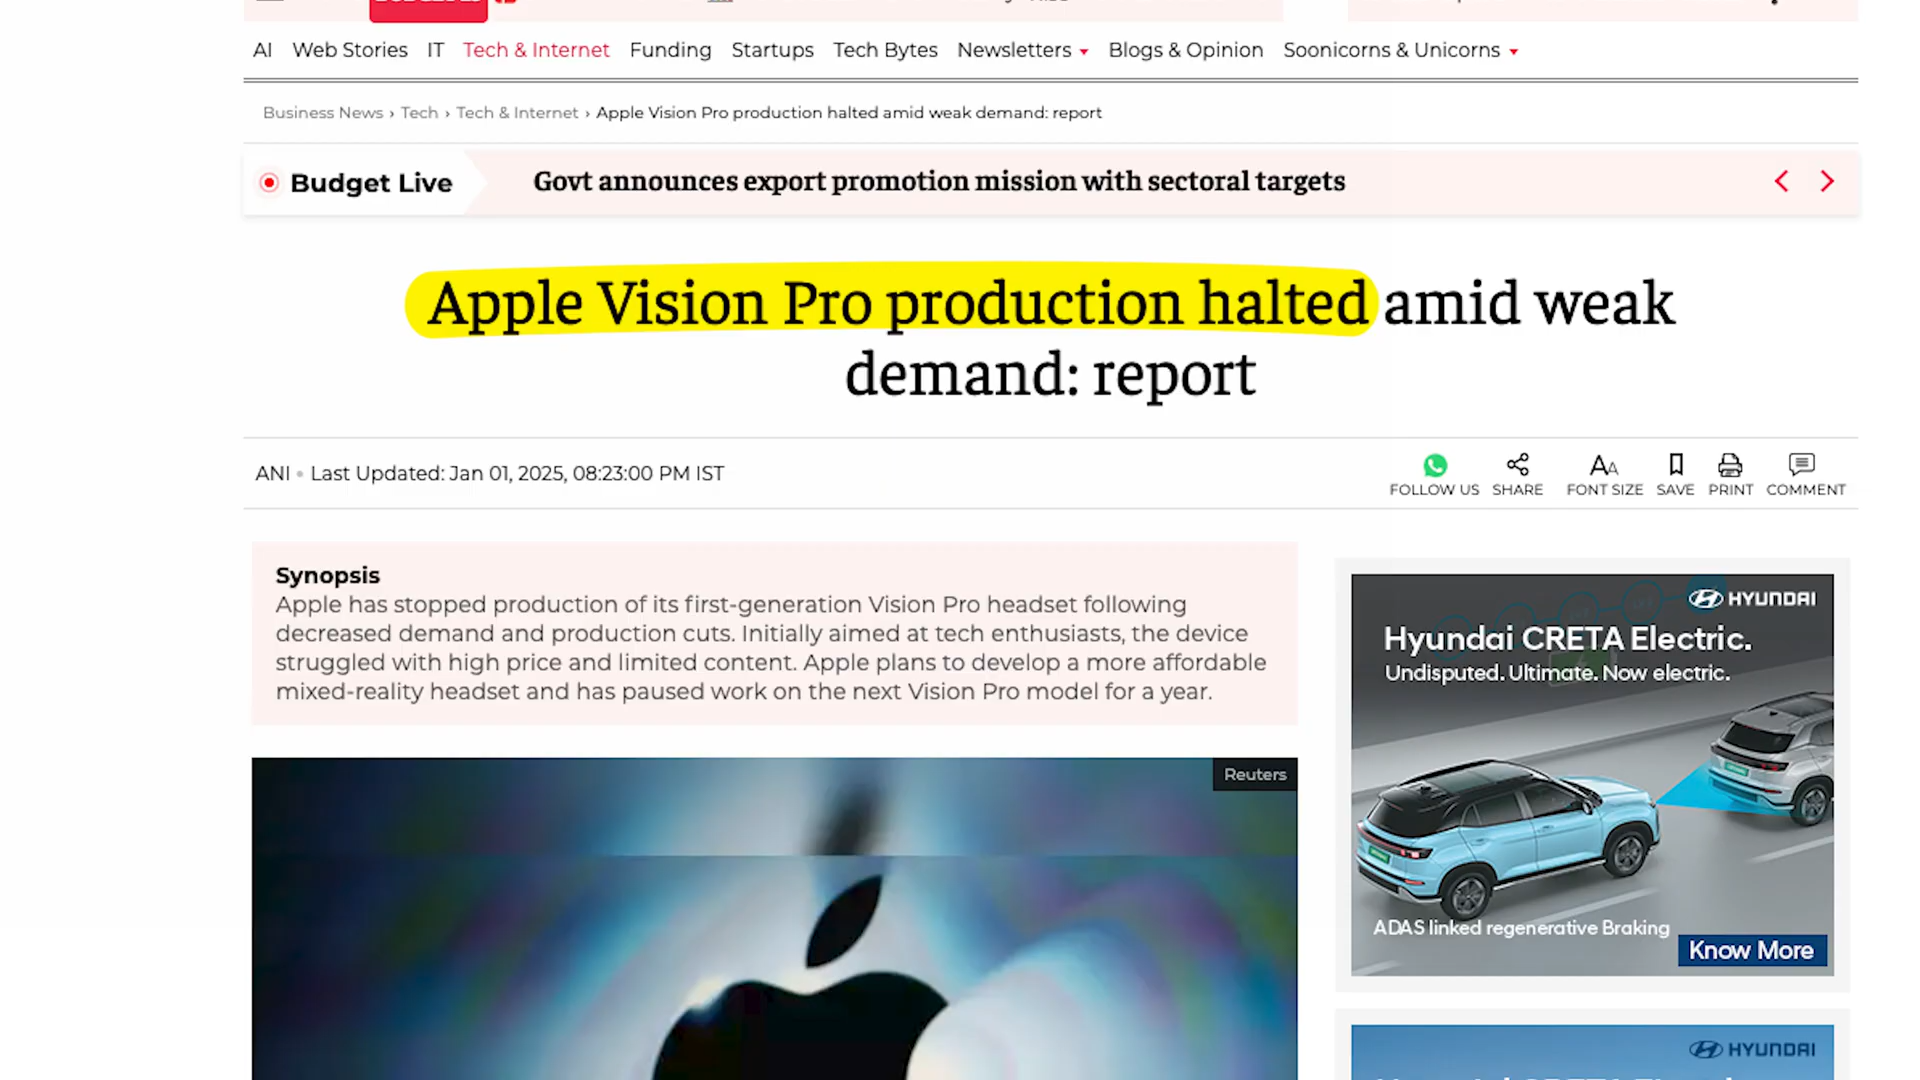 AI Web Stories IT Tech & Internet Funding Startups Tech Bytes Newsletters Blogs & Opinion Soonicorns & Unicorns
Business News › Tech › Tech & Internet › Apple Vision Pro production halted amid weak demand: report
Budget Live
Govt announces export promotion mission with sectoral targets
Apple Vision Pro production halted amid weak
demand: report
ANI • Last Updated: Jan 01, 2025, 08:23:00 PM IST
FOLLOW US SHARE FONT SIZE SAVE PRINT COMMENT
Synopsis
Apple has stopped production of its first-generation Vision Pro headset following
decreased demand and production cuts. Initially aimed at tech enthusiasts, the device
struggled with high price and limited content. Apple plans to develop a more affordable
mixed-reality headset and has paused work on the next Vision Pro model for a year.
Reuters
HYUNDAI
Hyundai CRETA Electric.
Undisputed. Ultimate. Now electric.
ADAS linked regenerative Braking
Know More
HYUNDAI